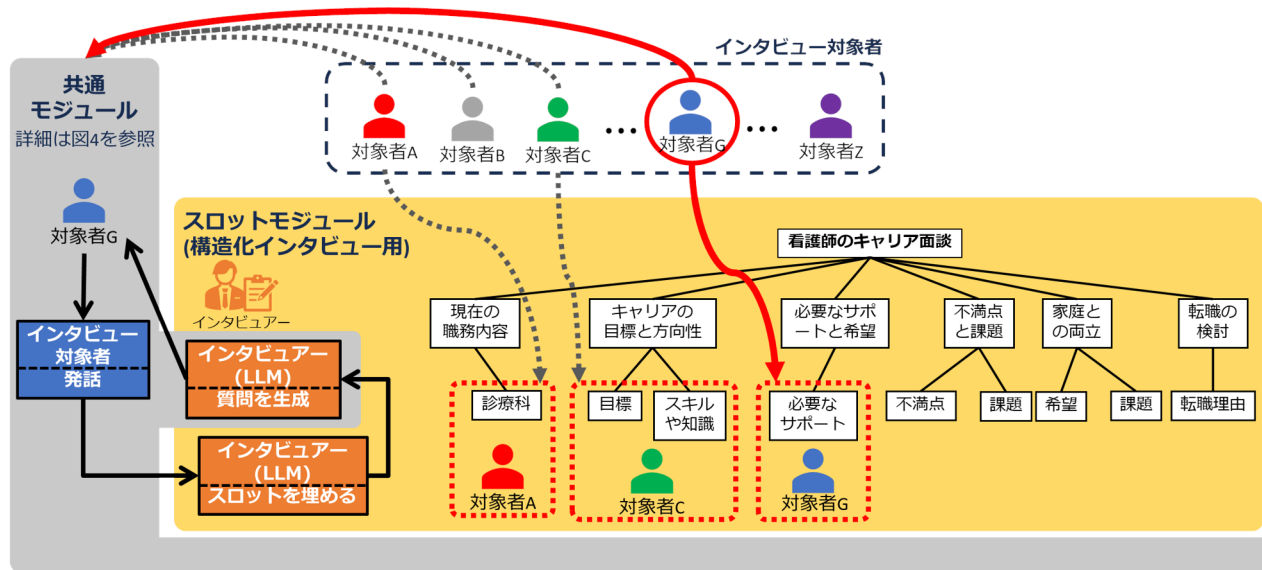 インタビュー対象者
共通
モジュール
詳細は図4を参照
対象者A
対象者B
対象者C
•••
対象者G
•••
対象者Z
対象者G
スロットモジュール
(構造化インタビュー用)
インタビュアー
インタビュー
対象者
発話
インタビュアー
(LLM)
質問を生成
インタビュアー
(LLM)
スロットを埋める
看護師のキャリア面談
現在の
職務内容
キャリアの
目標と方向性
必要なサポ
ートと希望
不満点
と課題
家庭と
の両立
転職の
検討
診療科
目標
スキル
や知識
必要な
サポート
不満点
課題
希望
課題
転職理由
対象者A
対象者C
対象者G